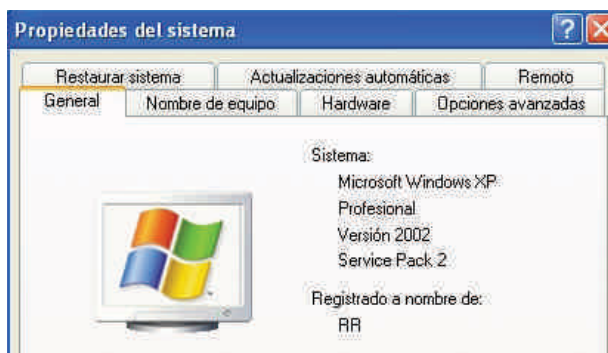 Propiedades del sistema
Restaurar sistema Actualizaciones automáticas Remoto
General Nombre de equipo Hardware Opciones avanzadas
Sistema:
Microsoft Windows XP
Profesional
Versión 2002
Service Pack 2
Registrado a nombre de:
RR